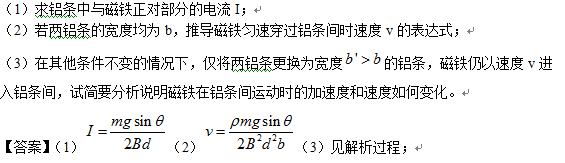 （1）求铝条中与磁铁正对部分的电流 I；
（2）若两铝条的宽度均为 b，推导磁铁匀速穿过铝条间时速度 v 的表达式；
（3）在其他条件不变的情况下，仅将两铝条更换为宽度 b' > b 的铝条，磁铁仍以速度 v 进
入铝条间，试简要分析说明磁铁在铝条间运动时的加速度和速度如何变化。
【答案】（1） I = \frac{mg\sin\theta}{2Bd} （2） v = \frac{\rho mg\sin\theta}{2B^2d^2b} （3）见解析过程；